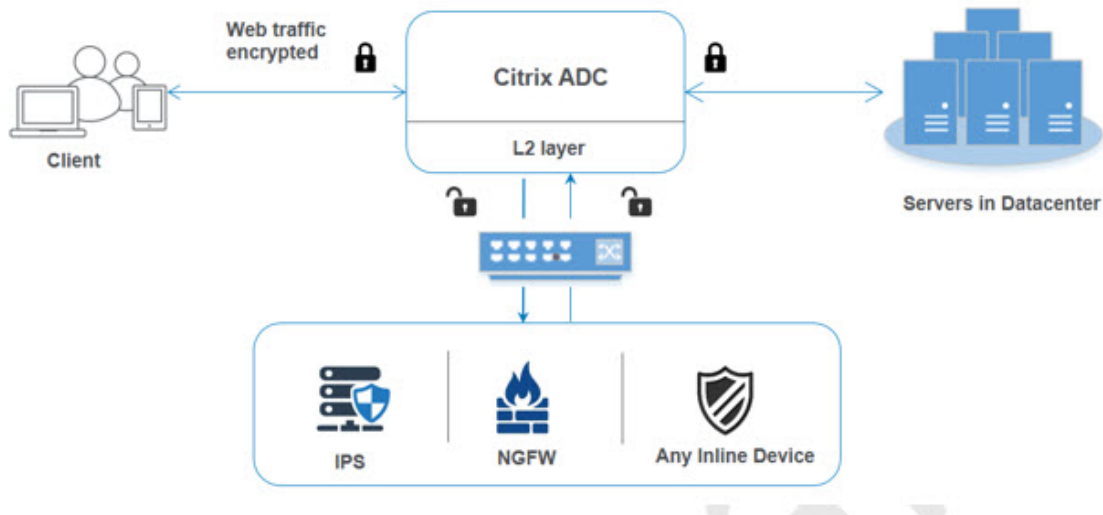 Web traffic
encrypted
Citrix ADC
L2 layer
Client
Servers in Datacenter
IPS
NGFW
Any Inline Device